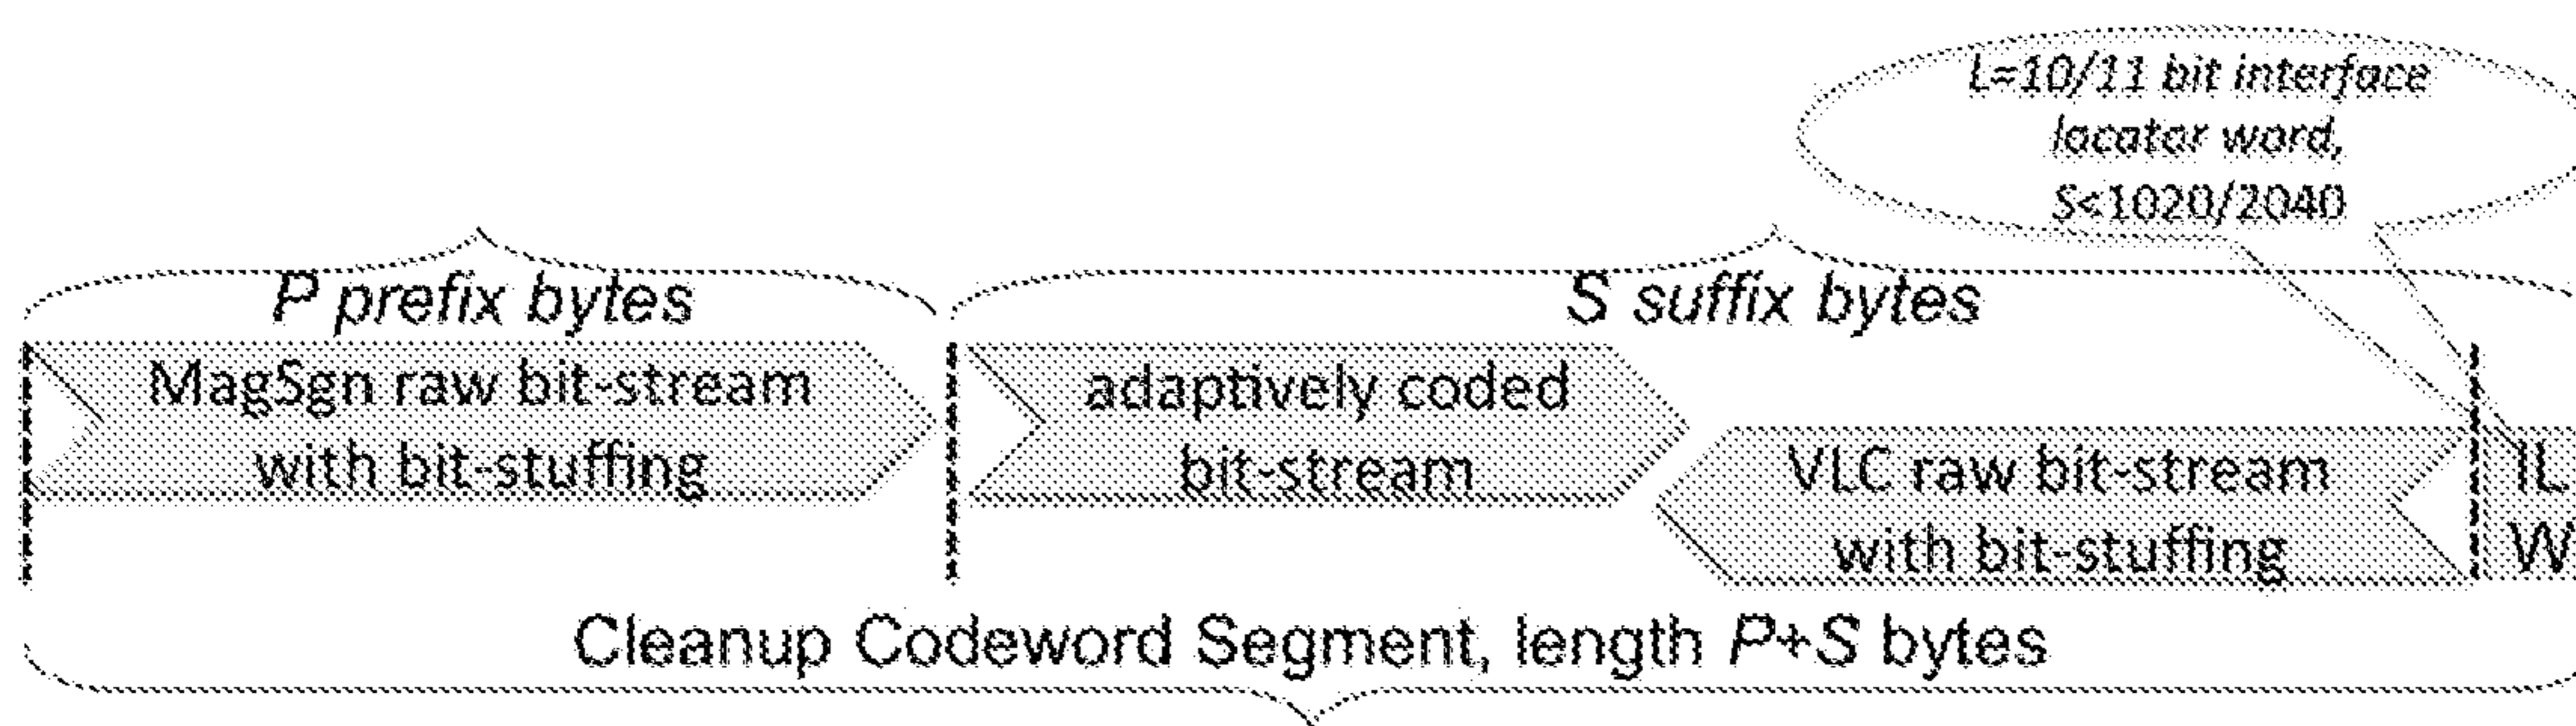 L=10/11 bit interface
locator word,
S<1020/2040
P prefix bytes
S suffix bytes
MagSgn raw bit-stream
with bit-stuffing
adaptively coded
bit-stream
VLC raw bit-stream
with bit-stuffing
IL
W
Cleanup Codeword Segment, length P+S bytes